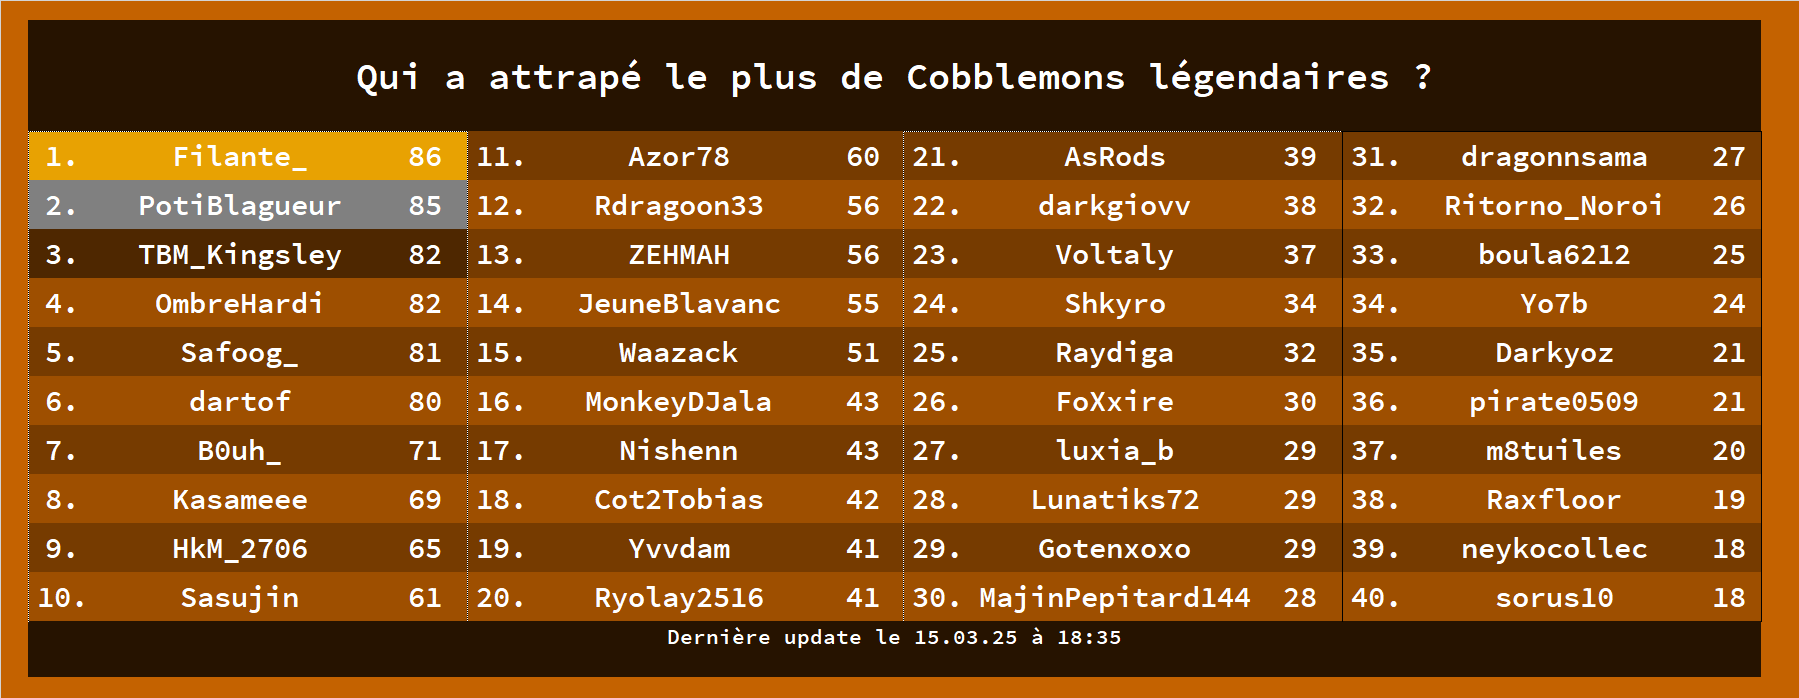 Qui a attrapé le plus de Cobblemons légendaires ?
1. Filante_ 86 11. Azor78 60 21. AsRods 39 31. dragonnsama 27
2. PotiBlagueur 85 12. Rdragoon33 56 22. darkgiovv 38 32. Ritorno_Noroi 26
3. TBM_Kingsley 82 13. ZEHMAH 56 23. Voltaly 37 33. boula6212 25
4. OmbreHardi 82 14. JeuneBlavanc 55 24. Shkyro 34 34. Yo7b 24
5. Safoog_ 81 15. Waazack 51 25. Raydiga 32 35. Darkyoz 21
6. dartof 80 16. MonkeyDJala 43 26. FoXxire 30 36. pirate0509 21
7. B0uh_ 71 17. Nishenn 43 27. luxia_b 29 37. m8tuiles 20
8. Kasameee 69 18. Cot2Tobias 42 28. Lunatiks72 29 38. Raxfloor 19
9. HkM_2706 65 19. Yvvdam 41 29. Gotenxoxo 29 39. neykocollec 18
10. Sasujin 61 20. Ryolay2516 41 30. MajinPepitard144 28 40. sorus10 18
Dernière update le 15.03.25 à 18:35